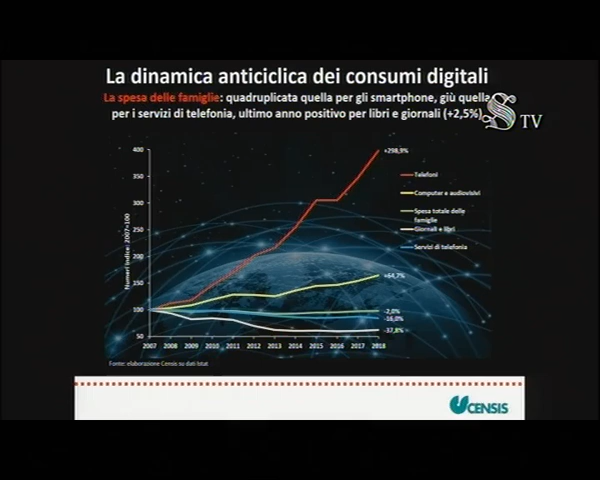 La dinamica anticiclica dei consumi digitali
La spesa delle famiglie: quadruplicata quella per gli smartphone, giù quella
per i servizi di telefonia, ultimo anno positivo per libri e giornali (+2,5%)
TV
400
350
300
250
200
150
100
50
Numeri indice: 2007=100
2007 2008 2009 2010 2011 2012 2013 2014 2015 2016 2017 2018
+298,9%
+64,7%
-2,0%
-16,0%
-37,8%
Telefoni
Computer e audiovisivi
Spesa totale delle
famiglie
Giornali e libri
Servizi di telefonia
Fonte: elaborazione Censis su dati Istat
CENSIS